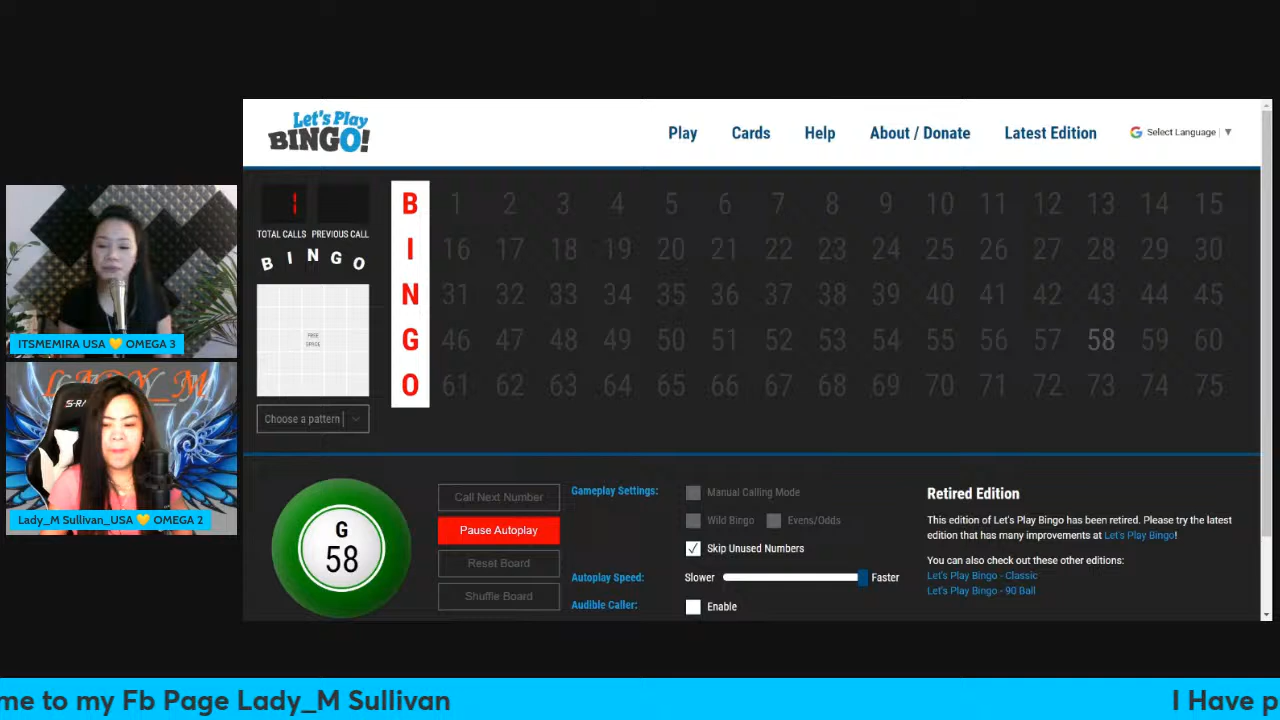 Let's Play
BINGO!
Play Cards Help About / Donate Latest Edition Select Language ▼
1
TOTAL CALLS PREVIOUS CALL
B I N G O
FREE
SPACE
Choose a pattern
B 1 2 3 4 5 6 7 8 9 10 11 12 13 14 15
I 16 17 18 19 20 21 22 23 24 25 26 27 28 29 30
N 31 32 33 34 35 36 37 38 39 40 41 42 43 44 45
G 46 47 48 49 50 51 52 53 54 55 56 57 58 59 60
O 61 62 63 64 65 66 67 68 69 70 71 72 73 74 75
ITSMEMIRA USA 💛 OMEGA 3
LADY_M
S-RA
Lady_M Sullivan_USA 💛 OMEGA 2
G
58
Call Next Number
Pause Autoplay
Reset Board
Shuffle Board
Gameplay Settings:
Manual Calling Mode
Wild Bingo Evens/Odds
Skip Unused Numbers
Autoplay Speed: Slower Faster
Audible Caller: Enable
Retired Edition
This edition of Let's Play Bingo has been retired. Please try the latest
edition that has many improvements at Let's Play Bingo!
You can also check out these other editions:
Let's Play Bingo - Classic
Let's Play Bingo - 90 Ball
me to my Fb Page Lady_M Sullivan
I Have p